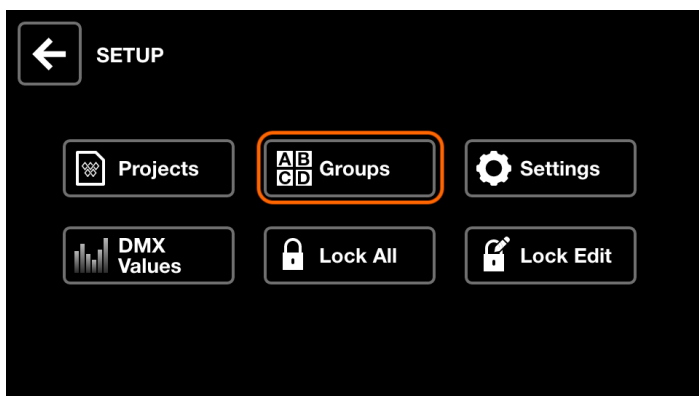 SETUP
Projects
AB
CD
Groups
Settings
DMX
Values
Lock All
Lock Edit